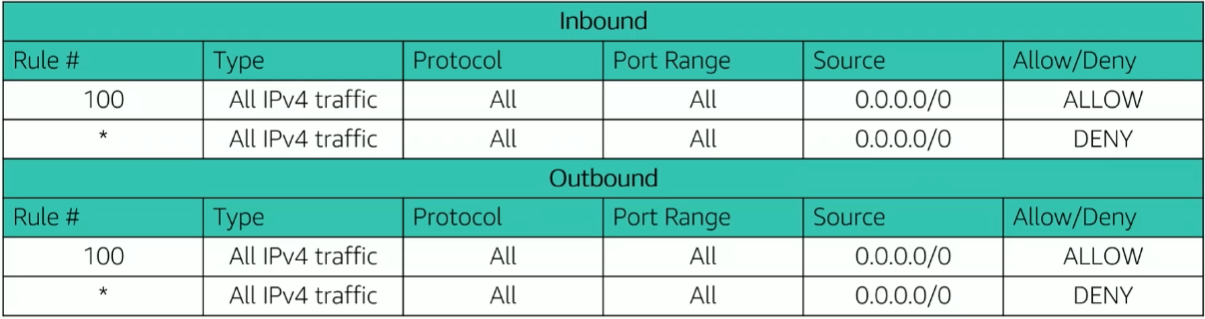 Inbound
Rule # Type Protocol Port Range Source Allow/Deny
100 All IPv4 traffic All All 0.0.0.0/0 ALLOW
* All IPv4 traffic All All 0.0.0.0/0 DENY
Outbound
Rule # Type Protocol Port Range Source Allow/Deny
100 All IPv4 traffic All All 0.0.0.0/0 ALLOW
* All IPv4 traffic All All 0.0.0.0/0 DENY